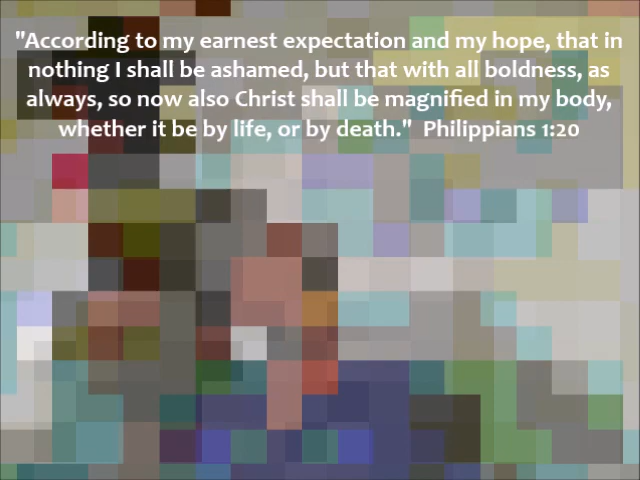 "According to my earnest expectation and my hope, that in
nothing I shall be ashamed, but that with all boldness, as
always, so now also Christ shall be magnified in my body,
whether it be by life, or by death."  Philippians 1:20